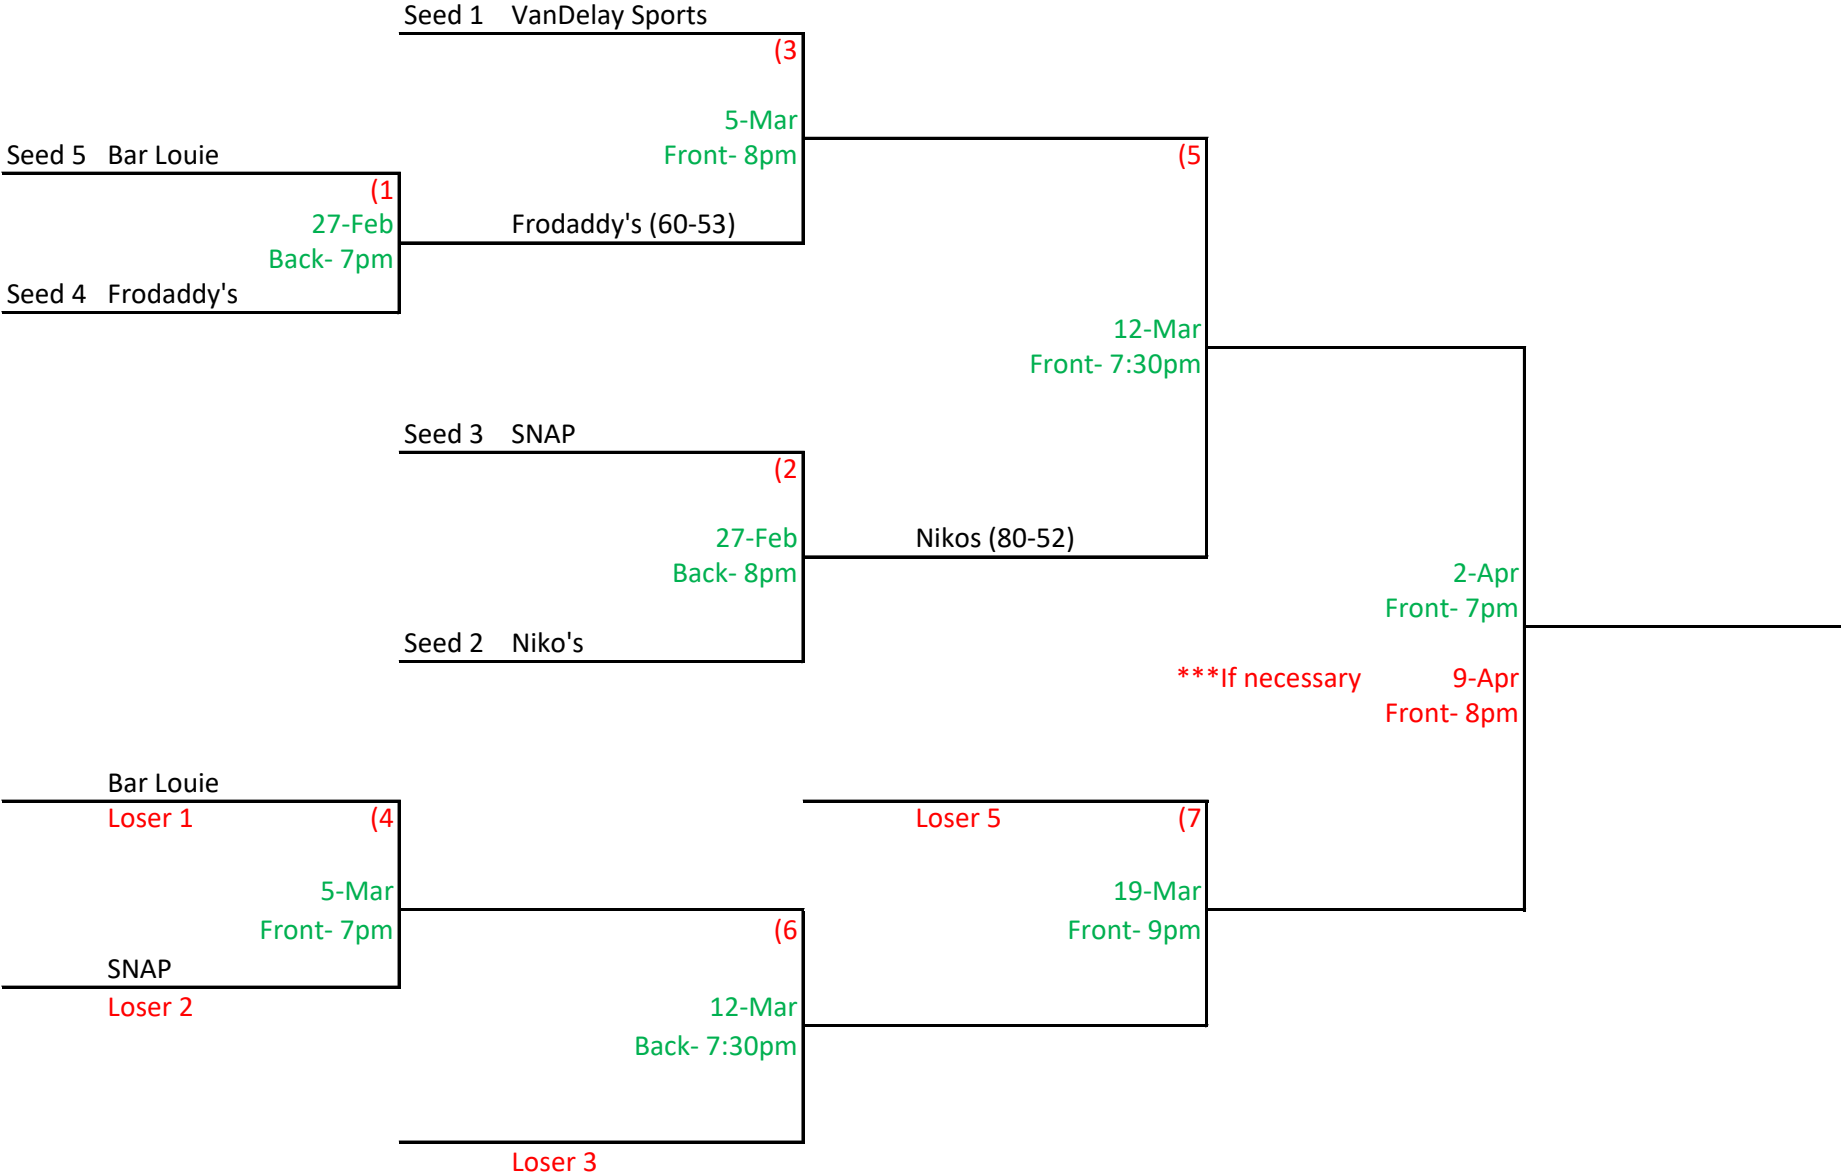 Seed 1 VanDelay Sports
(3
5-Mar
Seed 5 Bar Louie
Front- 8pm
(5
(1
27-Feb
Frodaddy's (60-53)
Back- 7pm
Seed 4 Frodaddy's
12-Mar
Front- 7:30pm
Seed 3 SNAP
(2
27-Feb
Nikos (80-52)
Back- 8pm
2-Apr
Front- 7pm
Seed 2 Niko's
***If necessary 9-Apr
Front- 8pm
Bar Louie
Loser 1 (4
Loser 5 (7
5-Mar
19-Mar
Front- 7pm
(6
Front- 9pm
SNAP
Loser 2
12-Mar
Back- 7:30pm
Loser 3